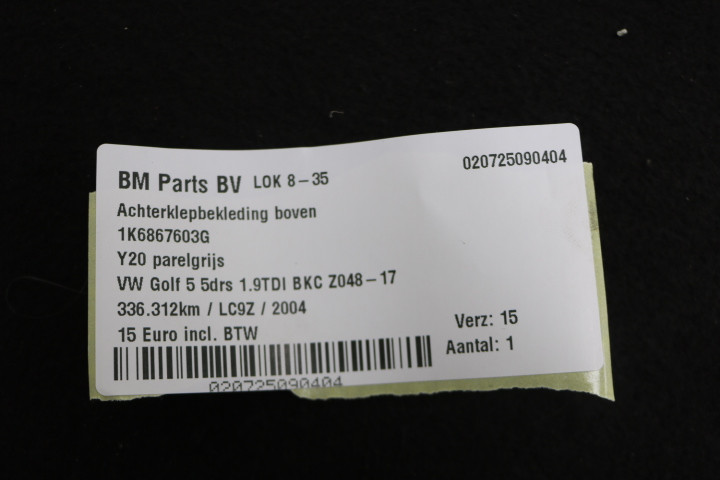 BM Parts BV LOK 8-35
020725090404
Achterklepbekleding boven
1K6867603G
Y20 parelgrijs
VW Golf 5 5drs 1.9TDI BKC Z048-17
336.312km / LC9Z / 2004
15 Euro incl. BTW
Verz: 15
Aantal: 1
020725090404